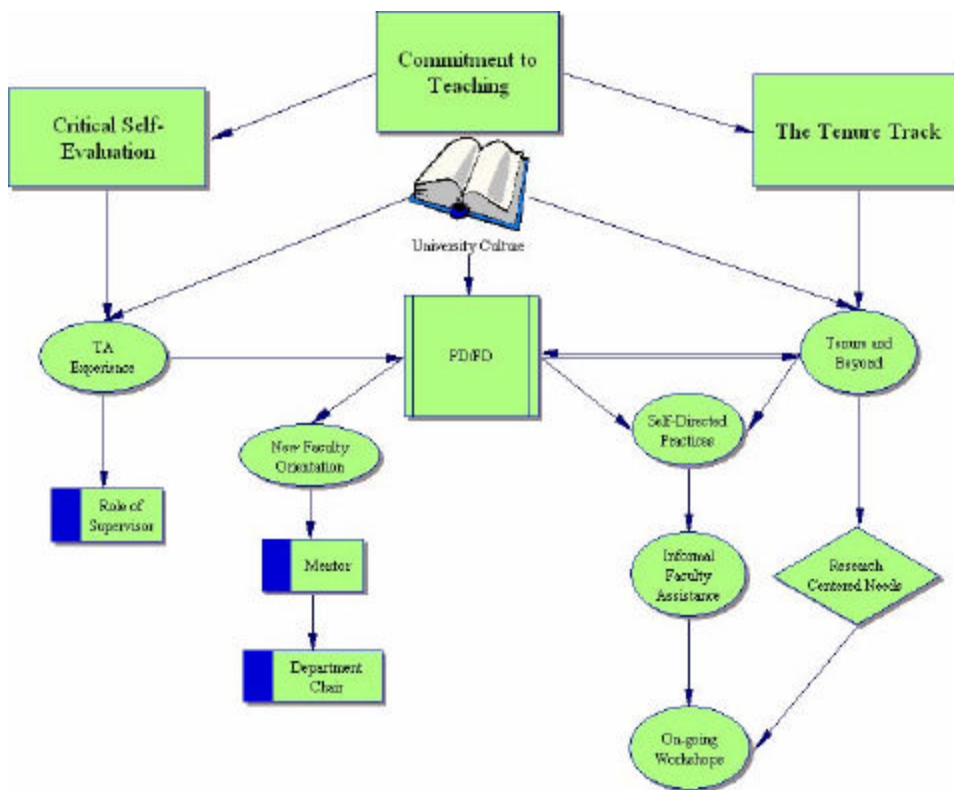 Commitment to
Teaching
Critical Self-
Evaluation
The Tenure Track
University Culture
TA
Experience
PD/FD
Tenure and
Beyond
Self-Directed
Practices
New Faculty
Orientation
Role of
Supervisor
Mentor
Informal
Faculty
Assistance
Research
Centered Needs
Department
Chair
On-going
Workshops